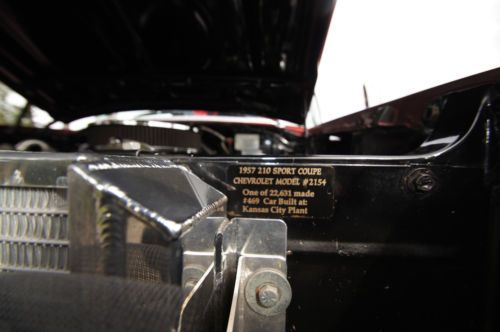 1957 210 SPORT COUPE
CHEVROLET MODEL #2154
One of 22,631 made
#469 Car Built at:
Kansas City Plant